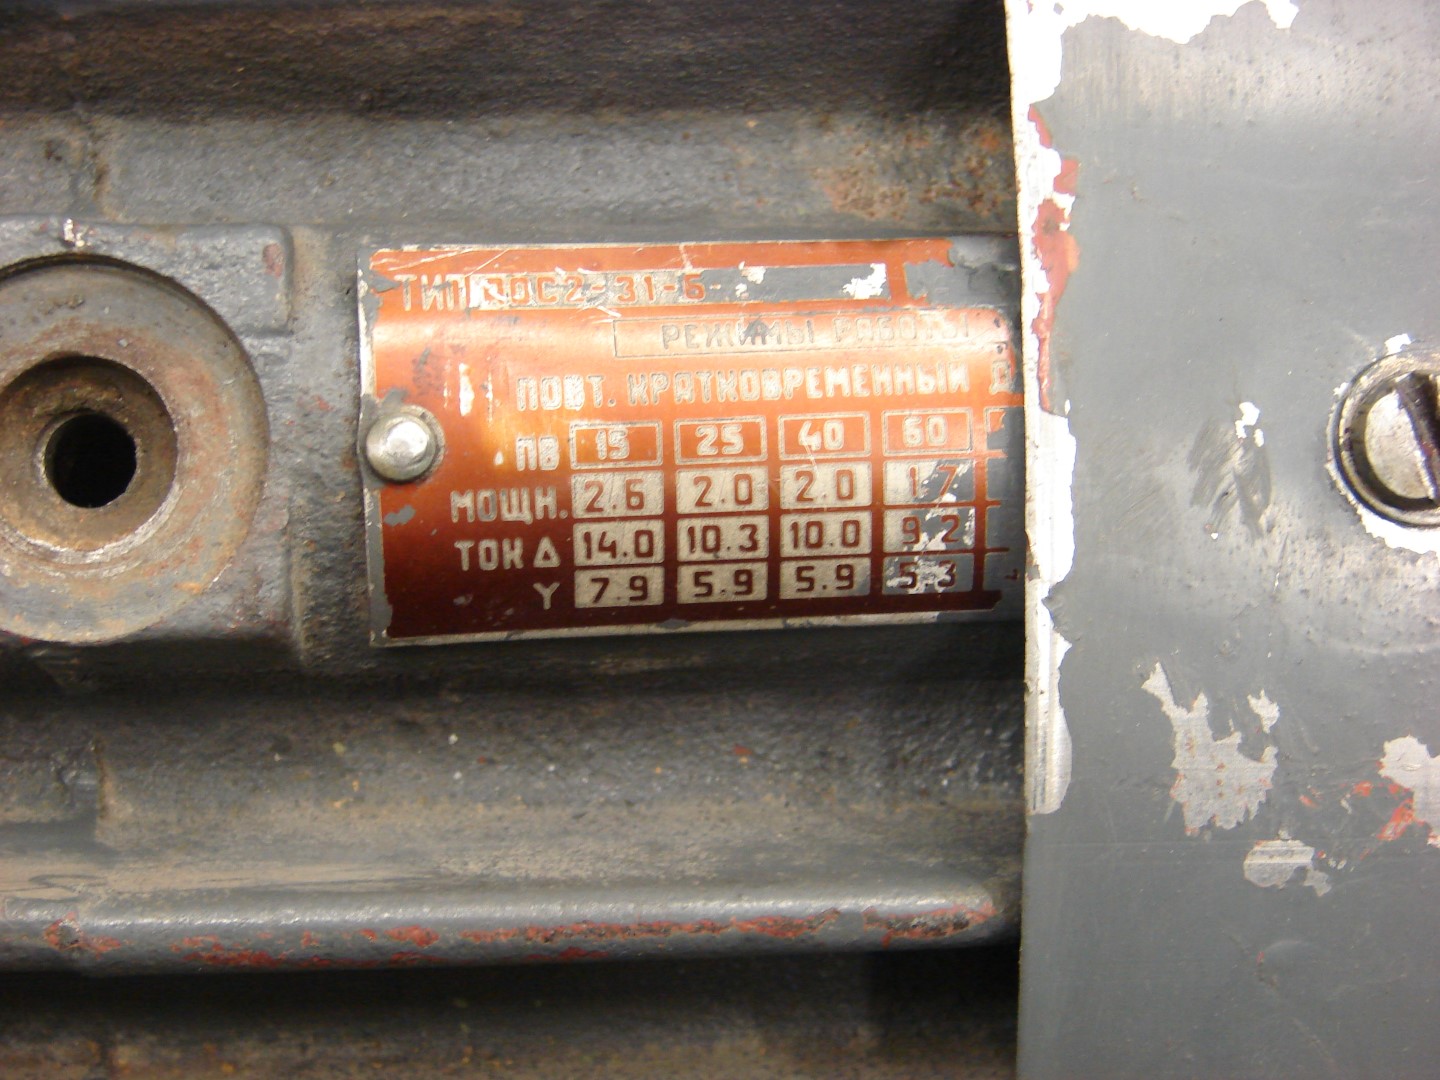 ТИП АОС2-31-6
РЕЖИМЫ РАБОТЫ
ПОВТ. КРАТКОВРЕМЕННЫЙ
ПВ 15 25 40 60
МОЩН. 2.6 2.0 2.0 1.7
ТОК Δ 14.0 10.3 10.0 9.2
Y 7.9 5.9 5.9 5.3